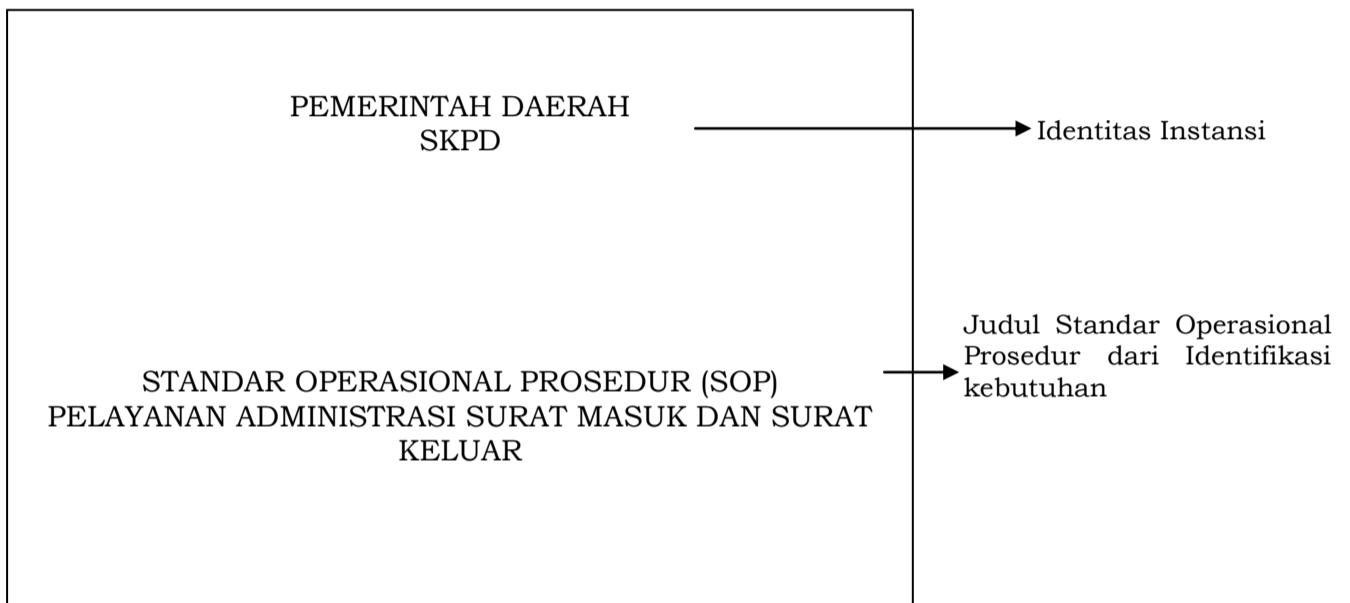 PEMERINTAH DAERAH
SKPD
Identitas Instansi
Judul Standar Operasional
Prosedur dari Identifikasi
kebutuhan
STANDAR OPERASIONAL PROSEDUR (SOP)
PELAYANAN ADMINISTRASI SURAT MASUK DAN SURAT
KELUAR